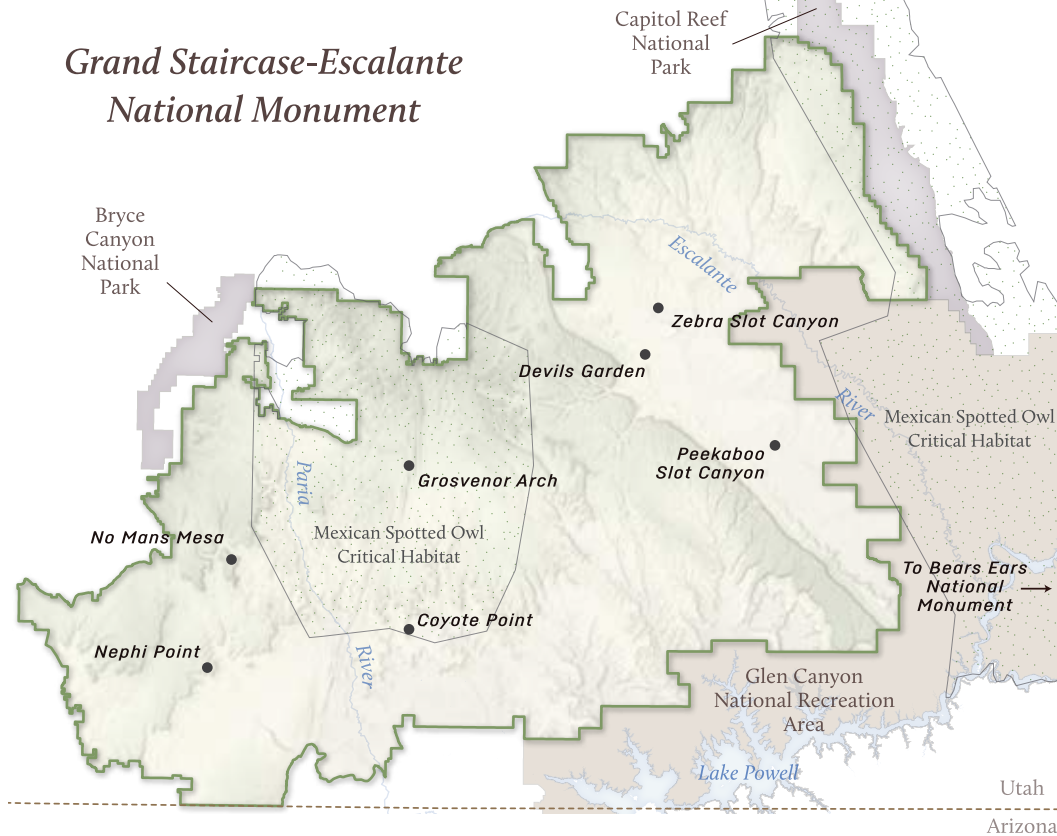 Capitol Reef
National
Park
Grand Staircase-Escalante
National Monument
Bryce
Canyon
National
Park
Escalante
Zebra Slot Canyon
Devils Garden
River
Mexican Spotted Owl
Critical Habitat
Peekaboo
Slot Canyon
Paria
Grosvenor Arch
No Mans Mesa
Mexican Spotted Owl
Critical Habitat
To Bears Ears
National
Monument
Coyote Point
Nephi Point
River
Glen Canyon
National Recreation
Area
Lake Powell
Utah
Arizona